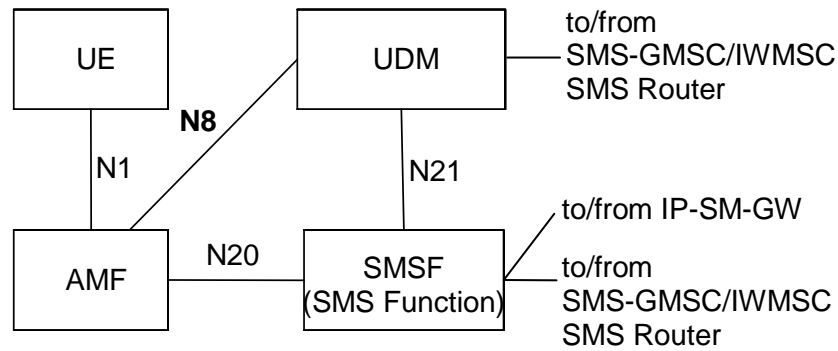 UE
UDM
to/from
SMS-GMSC/IWMSC
SMS Router
N8
N1
N21
AMF
N20
SMSF
(SMS Function)
to/from IP-SM-GW
to/from
SMS-GMSC/IWMSC
SMS Router